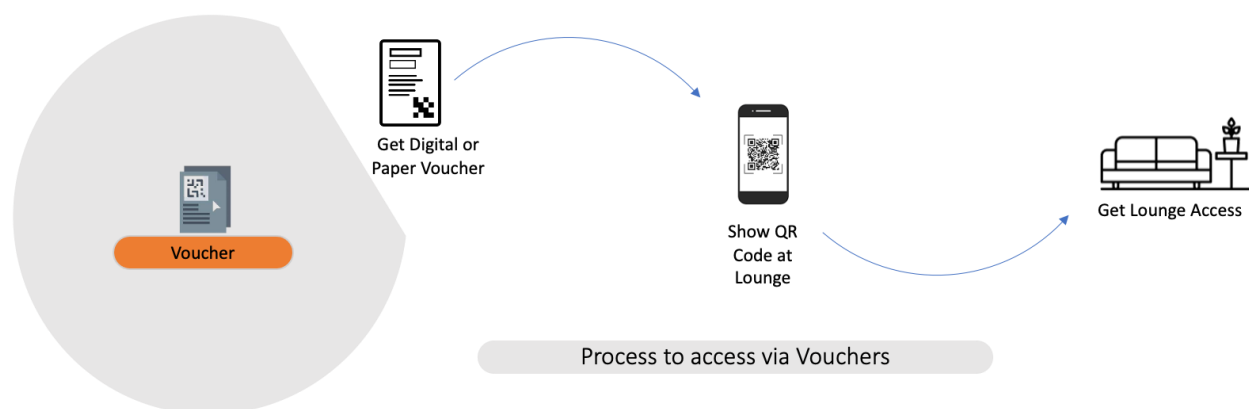 Voucher
Get Digital or
Paper Voucher
Show QR
Code at
Lounge
Get Lounge Access
Process to access via Vouchers